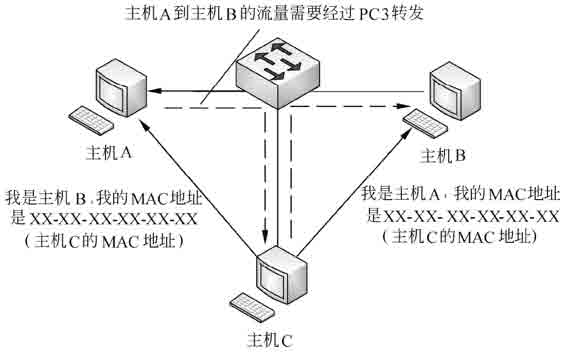 主机A到主机B的流量需要经过PC3转发
主机A
主机B
我是主机B,我的MAC地址
是XX-XX-XX-XX-XX-XX
(主机C的MAC地址)
我是主机A,我的MAC地址
是XX-XX-XX-XX-XX-XX
(主机C的MAC地址)
主机C